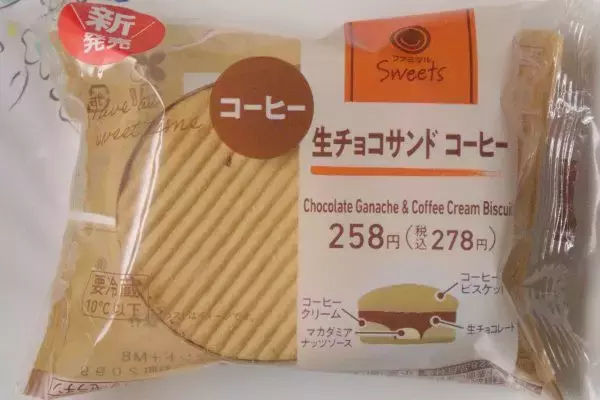 新
発売
コーヒー
ファミマル
Sweets
sweet time
生チョコサンド コーヒー
Chocolate Ganache & Coffee Cream Biscui
258円(税込278円)
コーヒー
ビスケッ
コーヒー
クリーム
マカダミア
ナッツソース
生チョコレート
要冷蔵
10℃以下